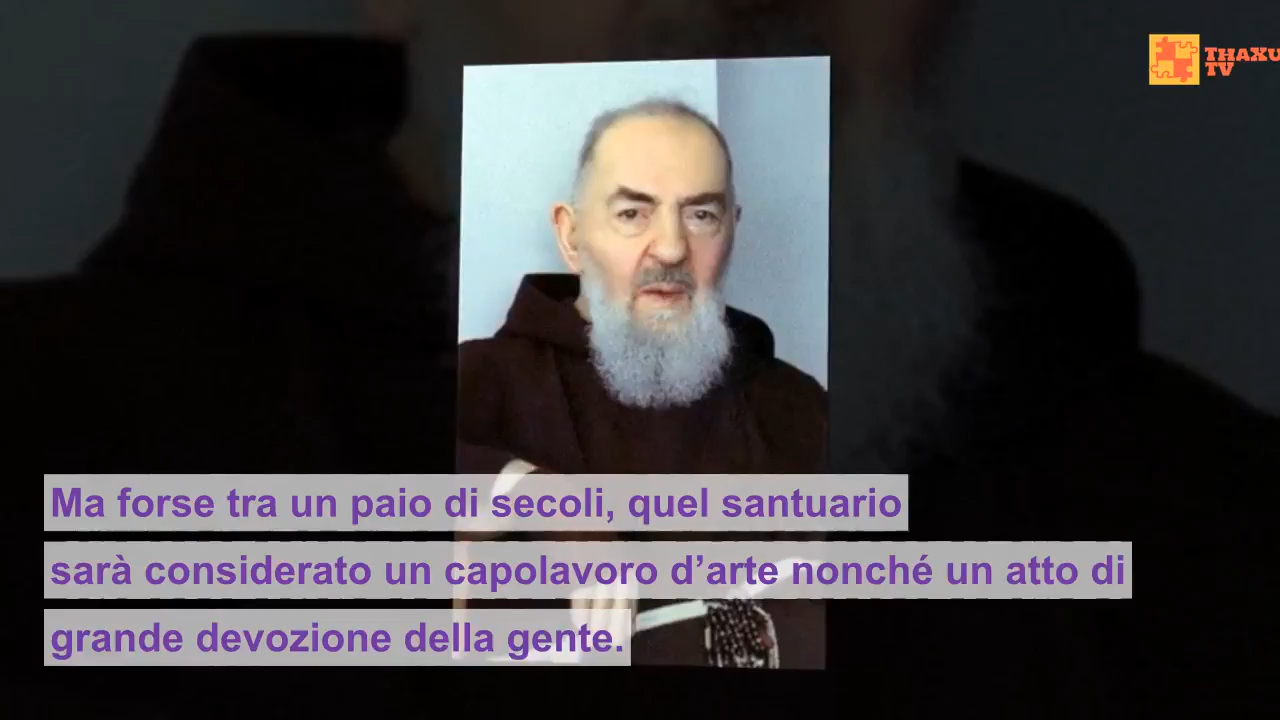 THAXU
TV
Ma forse tra un paio di secoli, quel santuario
sarà considerato un capolavoro d’arte nonché un atto di
grande devozione della gente.